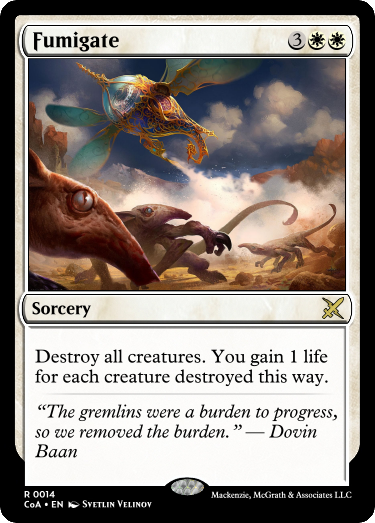 Fumigate 3
Sorcery
Destroy all creatures. You gain 1 life
for each creature destroyed this way.
“The gremlins were a burden to progress,
so we removed the burden.” — Dovin
Baan
R 0014
CoA • EN Svetlin Velinov
Mackenzie, McGrath & Associates LLC